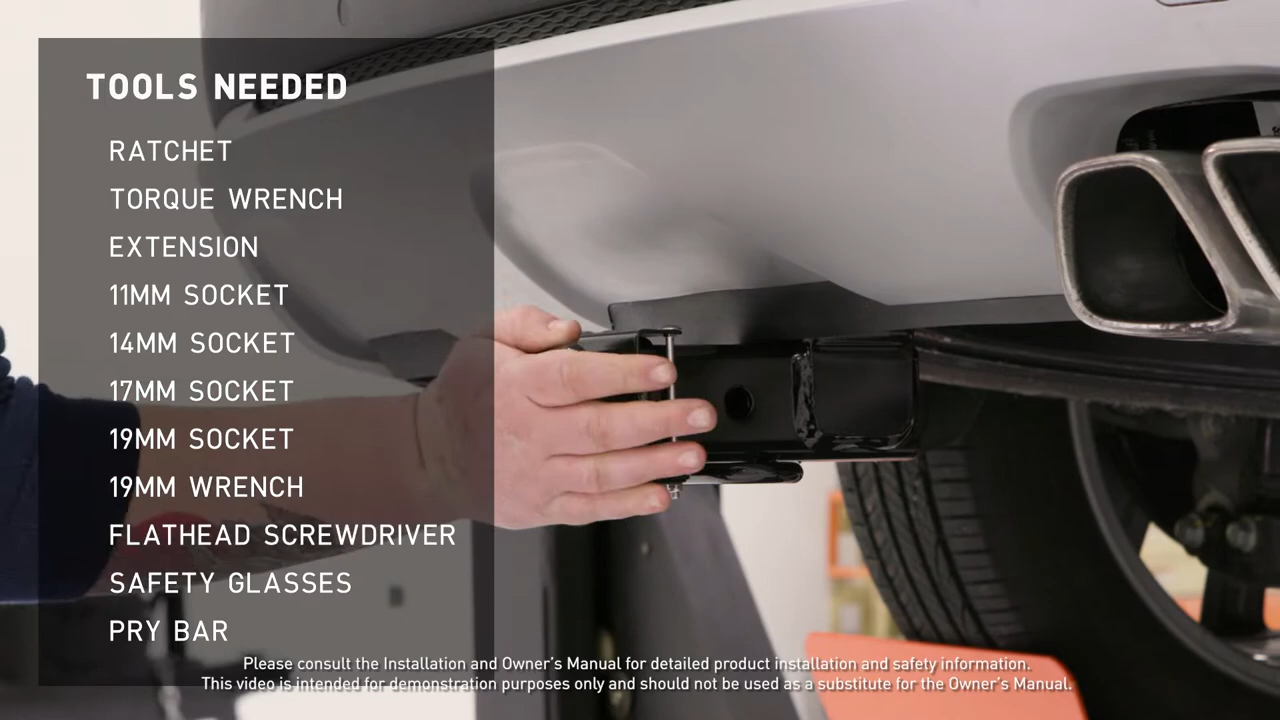 TOOLS NEEDED
RATCHET
TORQUE WRENCH
EXTENSION
11MM SOCKET
14MM SOCKET
17MM SOCKET
19MM SOCKET
19MM WRENCH
FLATHEAD SCREWDRIVER
SAFETY GLASSES
PRY BAR
Please consult the Installation and Owner's Manual for detailed product installation and safety information.
This video is intended for demonstration purposes only and should not be used as a substitute for the Owner's Manual.